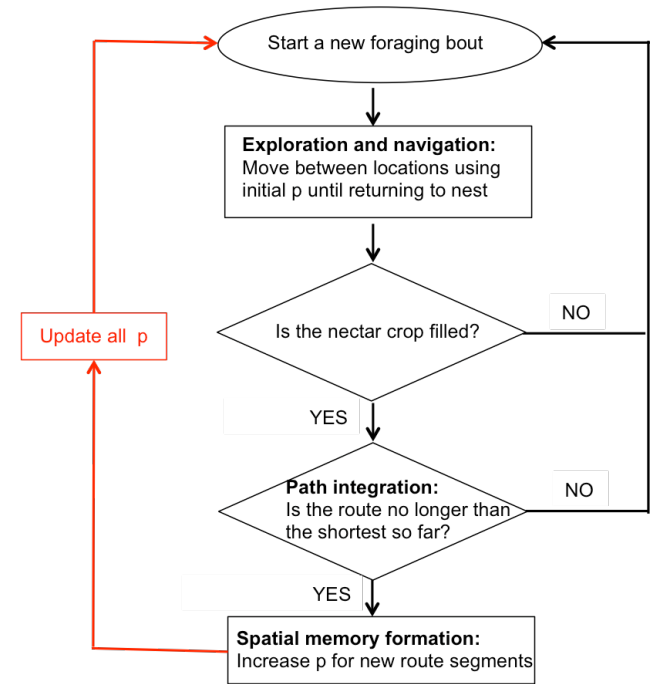 Start a new foraging bout
Exploration and navigation:
Move between locations using
initial p until returning to nest
Is the nectar crop filled?
NO
Update all p
YES
Path integration:
Is the route no longer than
the shortest so far?
NO
YES
Spatial memory formation:
Increase p for new route segments